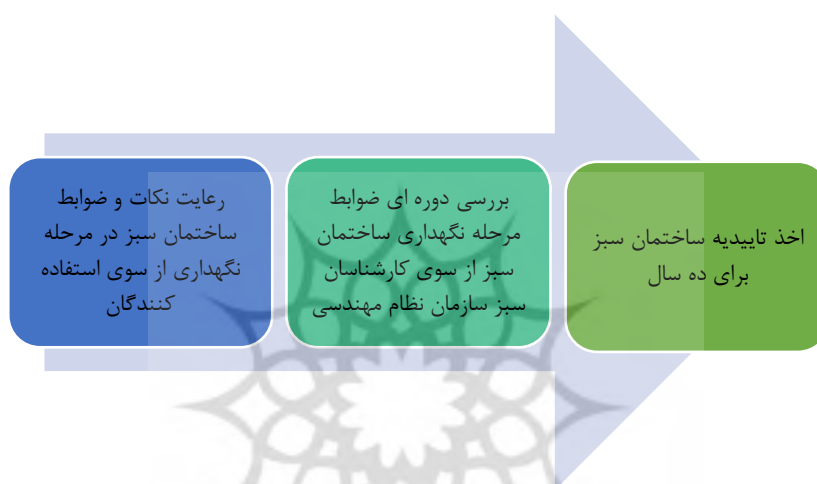 رعایت نکات و ضوابط
ساختمان سبز در مرحله
نگهداری از سوی استفاده
کنندگان
بررسی دوره ای ضوابط
مرحله نگهداری ساختمان
سبز از سوی کارشناسان
سبز سازمان نظام مهندسی
اخذ تاییدیه ساختمان سبز
برای ده سال